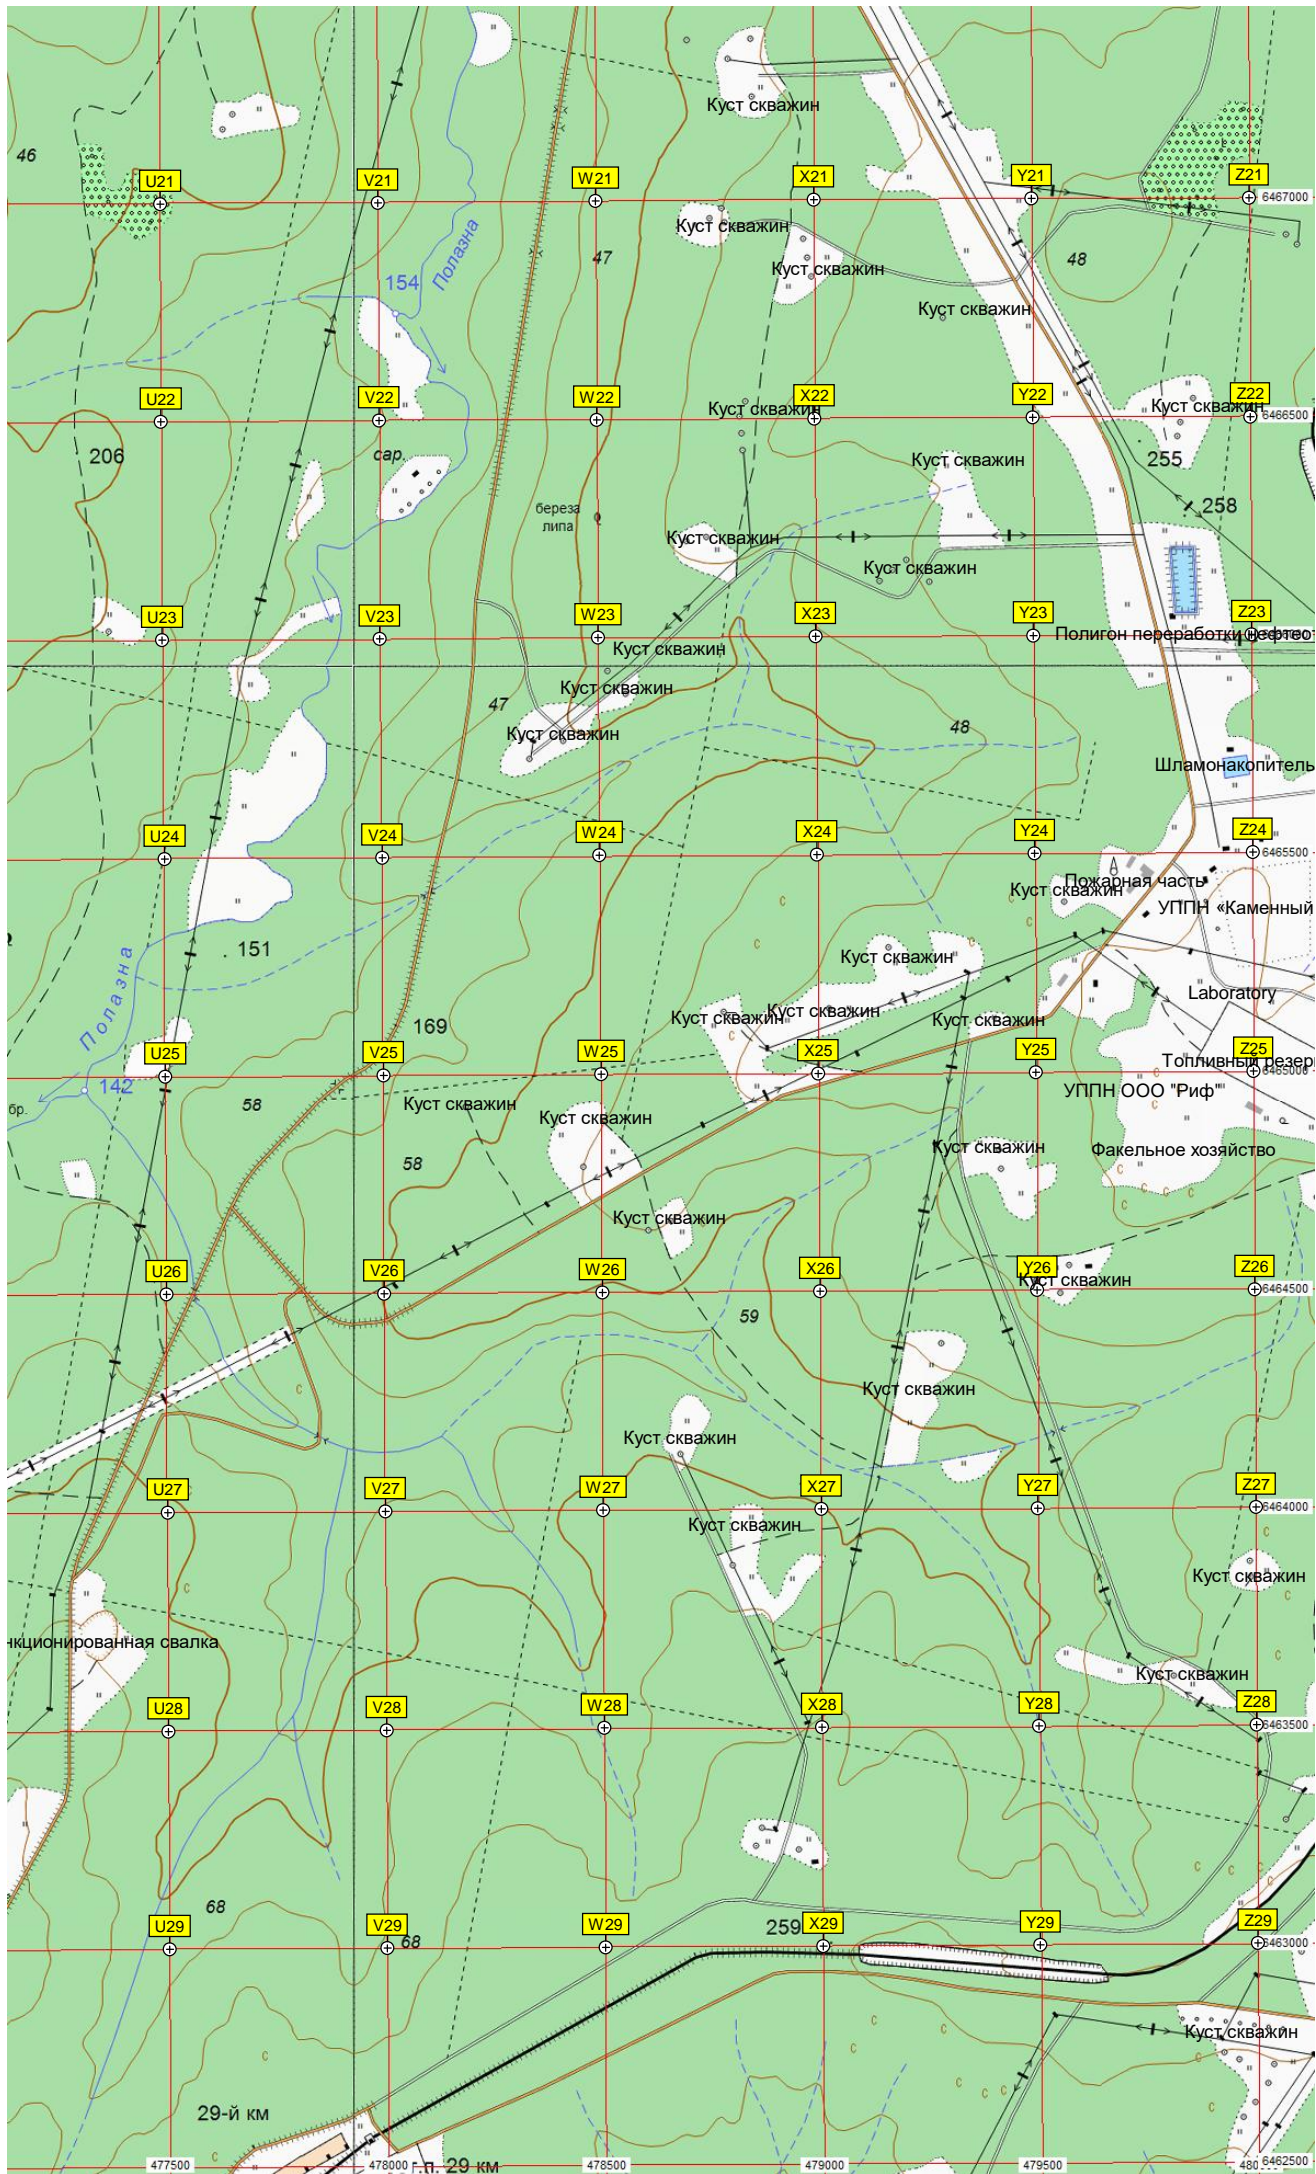 Куст скважин
46
U21
V21
W21
X21
Y21
Z21
6467000
Куст скважин
Полазна
47
Куст скважин
48
154
Куст скважин
U22
V22
W22
X22
Y22
Z22
Куст скважин
Куст скважин
6466500
206
сар.
Куст скважин
255
258
береза
липа
Куст скважин
Куст скважин
U23
V23
W23
X23
Y23
Z23
Полигон переработки
Куст скважин
Куст скважин
47
Куст скважин
48
Шламонакопитель
U24
V24
W24
X24
Y24
Z24
6465500
Пожарная часть
Куст скважин
УППН «Каменный
151
Куст скважин
Полазна
Laboratory
Куст скважин
Куст скважин
Куст скважин
169
U25
V25
W25
X25
Y25
Z25
Топливный резер
6465000
142
УППН ООО "Риф"
бр.
58
Куст скважин
Куст скважин
Куст скважин
Факельное хозяйство
58
Куст скважин
U26
V26
W26
X26
Y26
Z26
Куст скважин
6464500
59
Куст скважин
Куст скважин
U27
V27
W27
X27
Y27
Z27
6464000
Куст скважин
Куст скважин
нкционированная свалка
Куст скважин
U28
V28
W28
X28
Y28
Z28
6463500
68
U29
V29
W29
259
X29
Y29
Z29
68
6463000
Куст скважин
29-й км
477500
478000
г.п. 29 км
478500
479000
479500
6462500